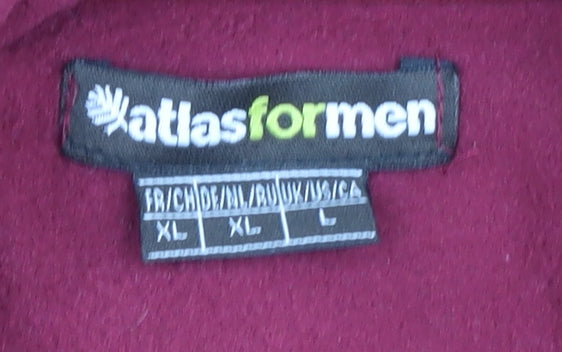 atlasformen
FR/CH DE/NL/RU UK/US/CA
XL XL L